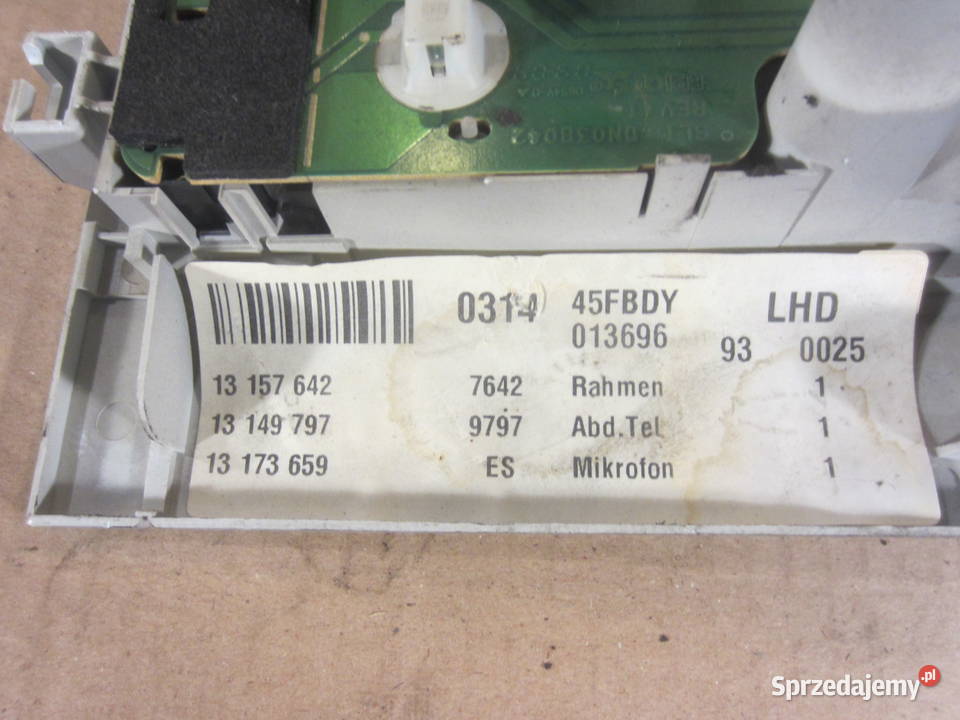 REV
0314 45FBDY LHD
013696 93 0025
13 157 642 7642 Rahmen 1
13 149 797 9797 Abd.Tel. 1
13 173 659 ES Mikrofon 1
Sprzedajemy.pl